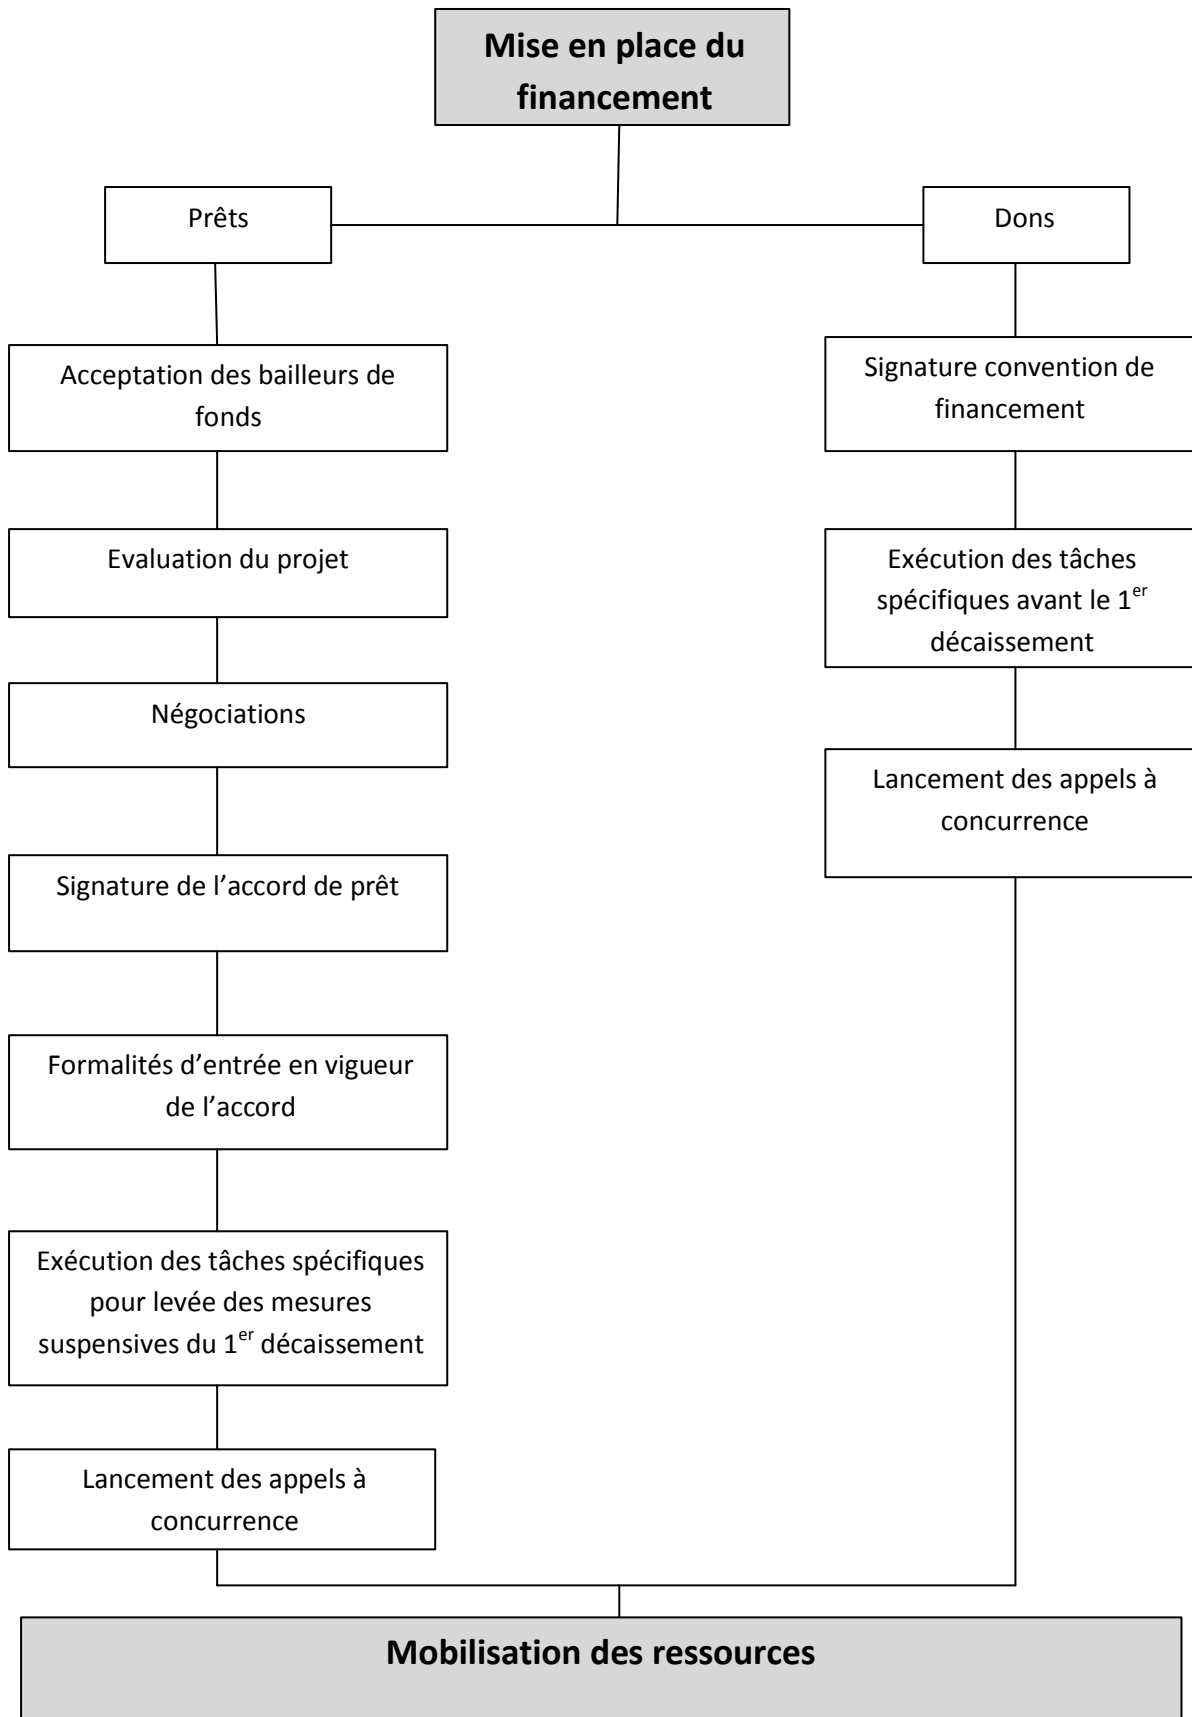 Mise en place du
financement
Prêts
Dons
Acceptation des bailleurs de
fonds
Signature convention de
financement
Evaluation du projet
Exécution des tâches
spécifiques avant le 1er
décaissement
Négociations
Lancement des appels à
concurrence
Signature de l’accord de prêt
Formalités d’entrée en vigueur
de l’accord
Exécution des tâches spécifiques
pour levée des mesures
suspensives du 1er décaissement
Lancement des appels à
concurrence
Mobilisation des ressources